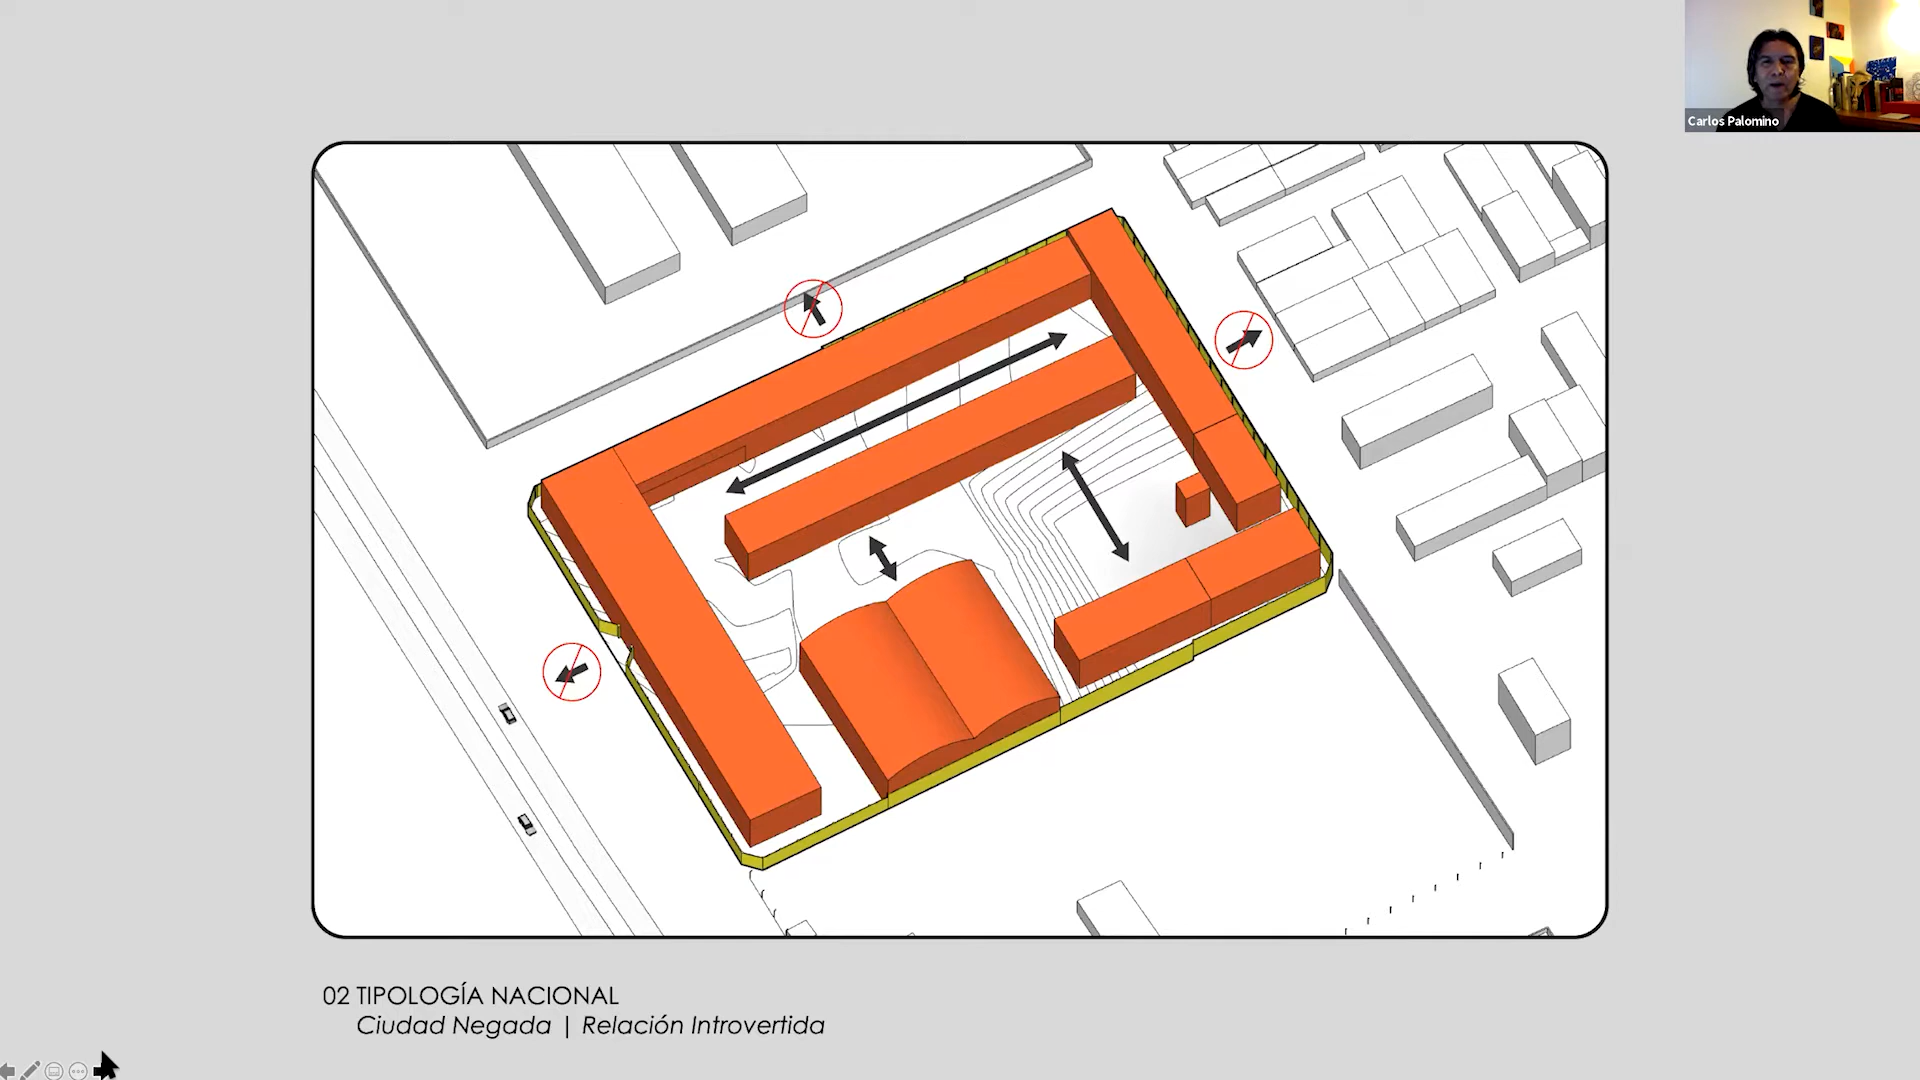 Carlos Palomino
02 TIPOLOGÍA NACIONAL
Ciudad Negada | Relación Introvertida